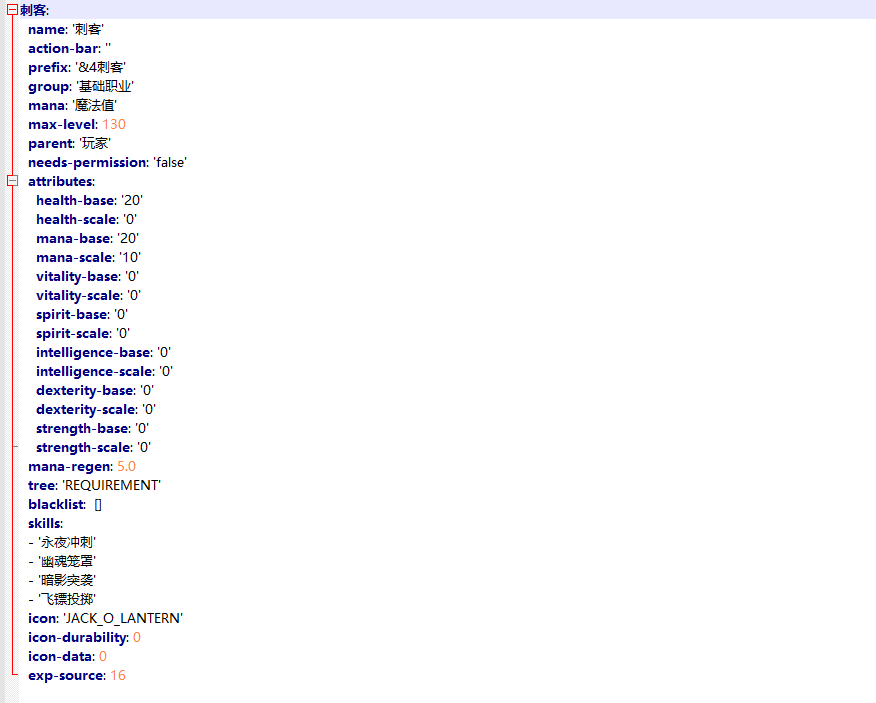 刺客:
name: '刺客'
action-bar: ''
prefix: '&4刺客'
group: '基础职业'
mana: '魔法值'
max-level: 130
parent: '玩家'
needs-permission: 'false'
attributes:
health-base: '20'
health-scale: '0'
mana-base: '20'
mana-scale: '10'
vitality-base: '0'
vitality-scale: '0'
spirit-base: '0'
spirit-scale: '0'
intelligence-base: '0'
intelligence-scale: '0'
dexterity-base: '0'
dexterity-scale: '0'
strength-base: '0'
strength-scale: '0'
mana-regen: 5.0
tree: 'REQUIREMENT'
blacklist: []
skills:
- '永夜冲刺'
- '幽魂笼罩'
- '暗影突袭'
- '飞镖投掷'
icon: 'JACK_O_LANTERN'
icon-durability: 0
icon-data: 0
exp-source: 16